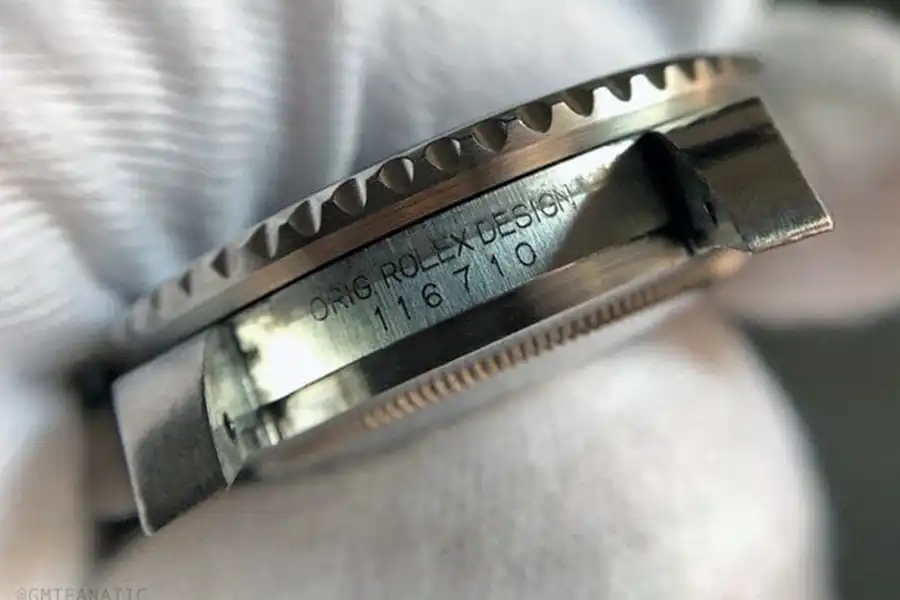 ORIG ROLEX DESIGN
116710
@GMTFANATIC